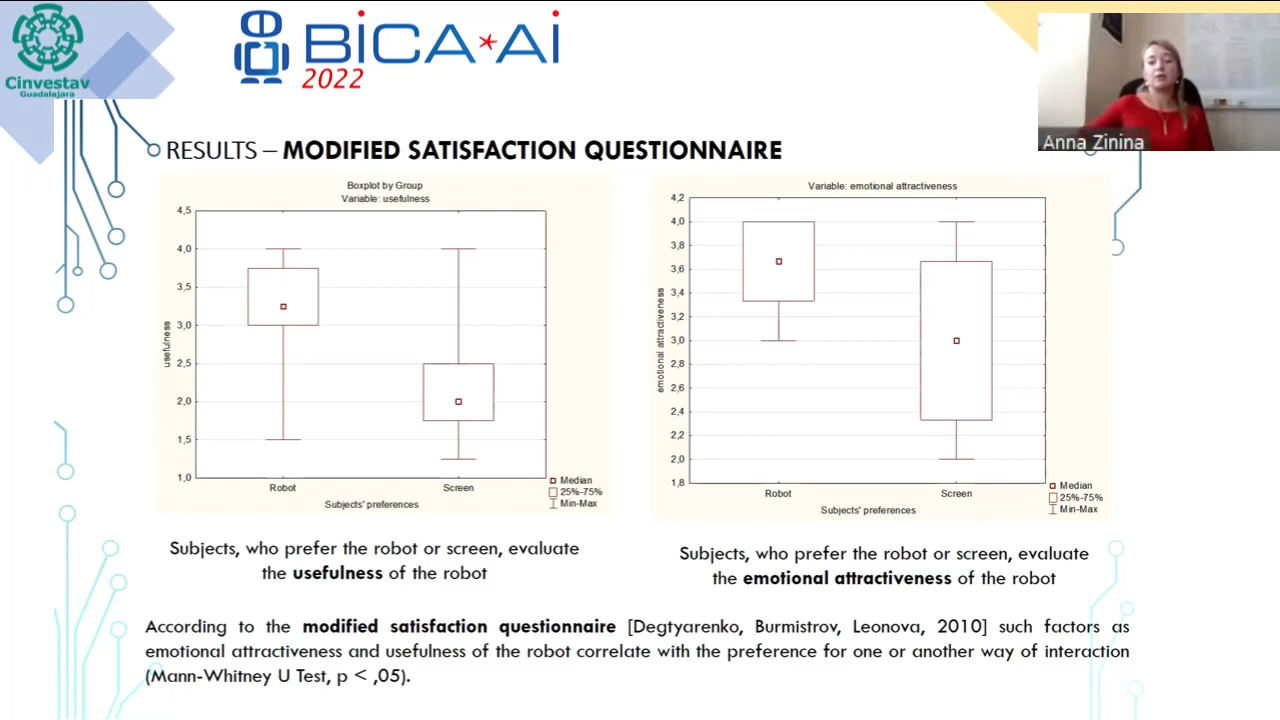 Cinvestav
Guadalajara
BiCA*Ai
2022
Anna Zinina
RESULTS – MODIFIED SATISFACTION QUESTIONNAIRE
Boxplot by Group
Variable: usefulness
4,5
4,0
3,5
3,0
2,5
2,0
1,5
1,0
usefulness
Robot
Screen
Subjects' preferences
Median
25%-75%
Min-Max
Variable: emotional attractiveness
4,2
4,0
3,8
3,6
3,4
3,2
3,0
2,8
2,6
2,4
2,2
2,0
1,8
emotional attractiveness
Robot
Screen
Subjects' preferences
Median
25%-75%
Min-Max
Subjects, who prefer the robot or screen, evaluate
the usefulness of the robot
Subjects, who prefer the robot or screen, evaluate
the emotional attractiveness of the robot
According to the modified satisfaction questionnaire [Degtyarenko, Burmistrov, Leonova, 2010] such factors as
emotional attractiveness and usefulness of the robot correlate with the preference for one or another way of interaction
(Mann-Whitney U Test, p < ,05).